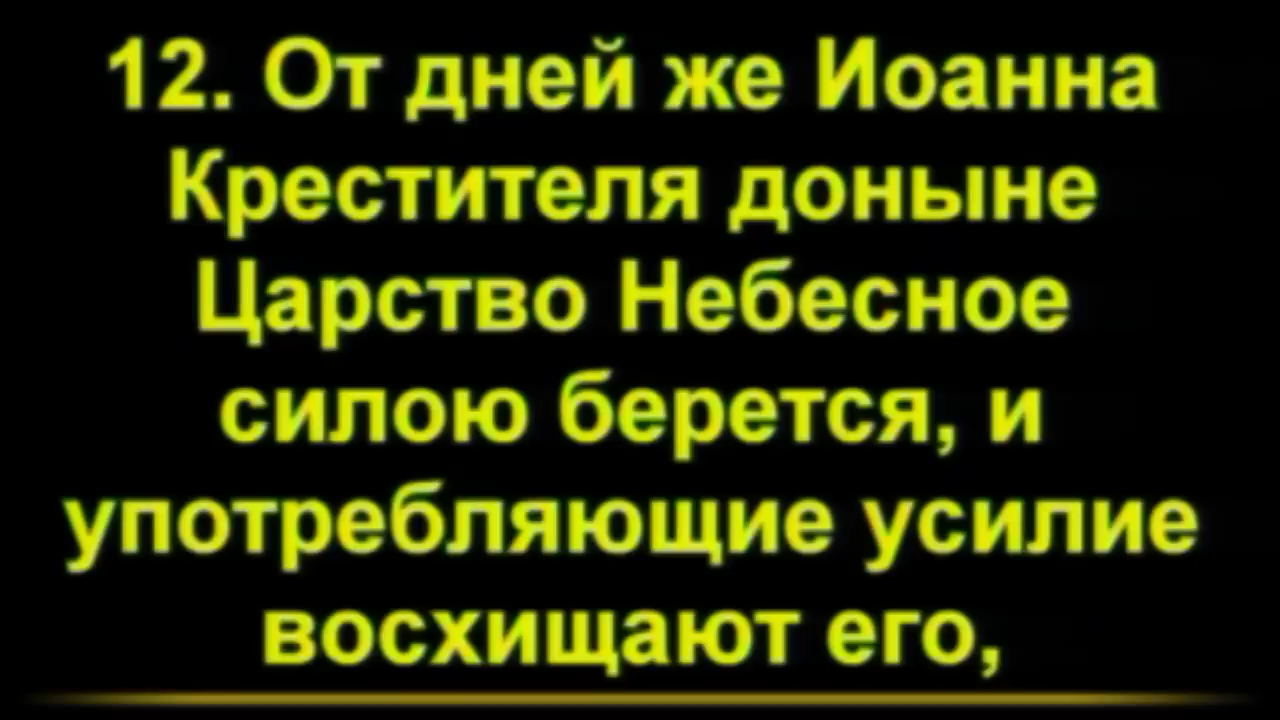 12. От дней же Иоанна
Крестителя доныне
Царство Небесное
силою берется, и
употребляющие усилие
восхищают его,